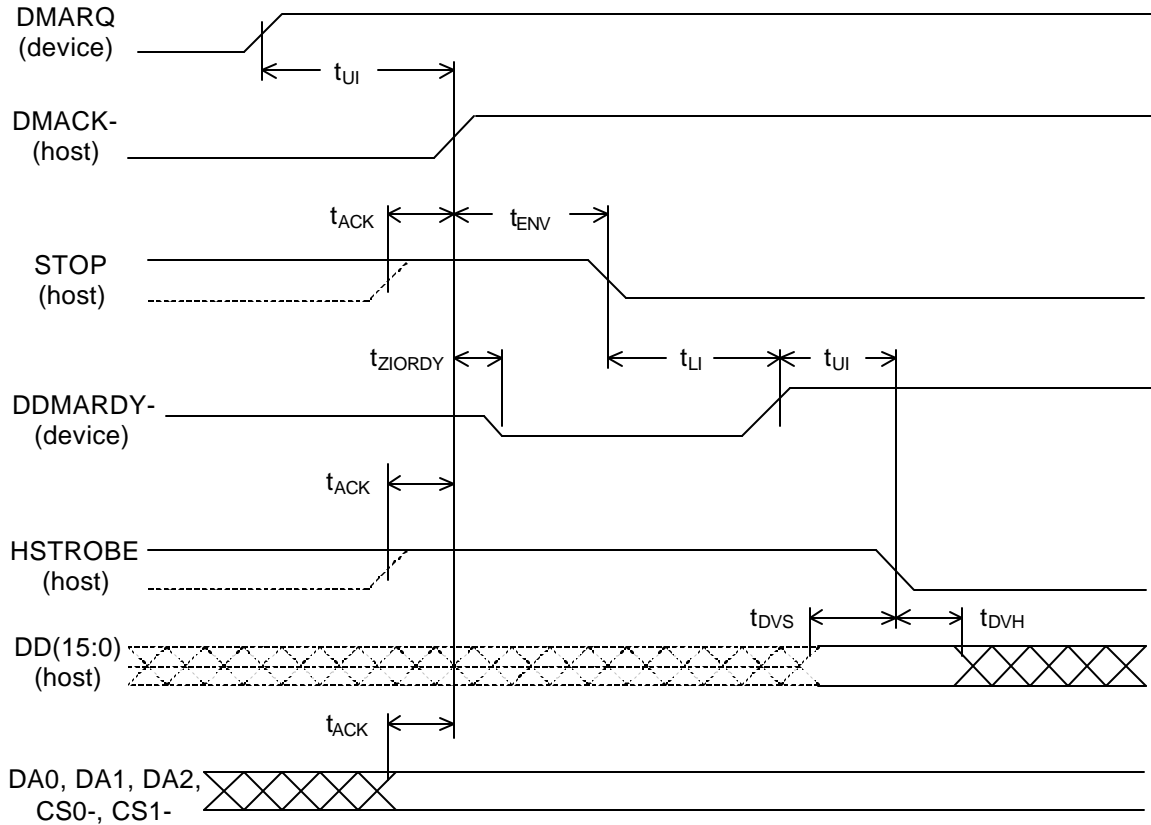 DMARQ
(device)
tUI
DMACK-
(host)
tACK
tENV
STOP
(host)
tZIORDY
tLI
tUI
DDMARDY-
(device)
tACK
HSTROBE
(host)
tDVS
tDVH
DD(15:0)
(host)
tACK
DA0, DA1, DA2,
CS0-, CS1-